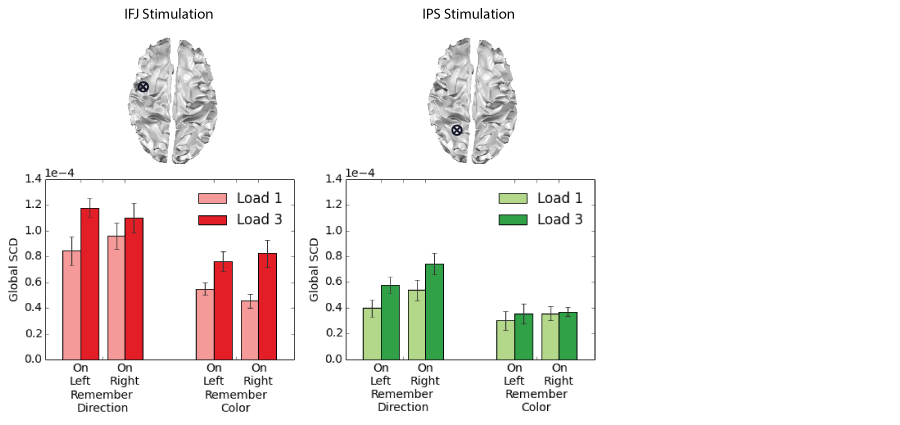 IFJ Stimulation
IPS Stimulation
1e−4
1.4
1.2
1.0
0.8
0.6
0.4
0.2
0.0
Global SCD
Load 1
Load 3
On
Left
On
Right
Remember
Direction
On
Left
On
Right
Remember
Color
1e−4
1.4
1.2
1.0
0.8
0.6
0.4
0.2
0.0
Global SCD
Load 1
Load 3
On
Left
On
Right
Remember
Direction
On
Left
On
Right
Remember
Color